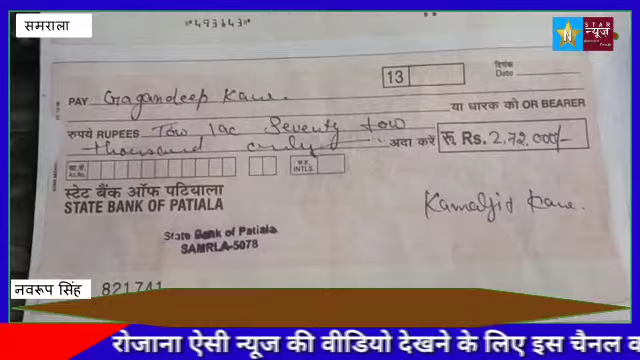 समराला
"493643"
STAR
न्यूज़
13
दिनांक
Date
PAY Gagandeep Kaur.
या धारक को OR BEARER
रुपये RUPEES Tow lac Seventy tow
thousand only
अदा करें
रु Rs. 2,72,000/-
INTLS.
स्टेट बैंक ऑफ पटियाला
STATE BANK OF PATIALA
State Bank of Patiala
SAMRLA-5078
Kamaljit Kaur.
नवरूप सिंह
821741
रोजाना ऐसी न्यूज की वीडियो देखने के लिए इस चैनल